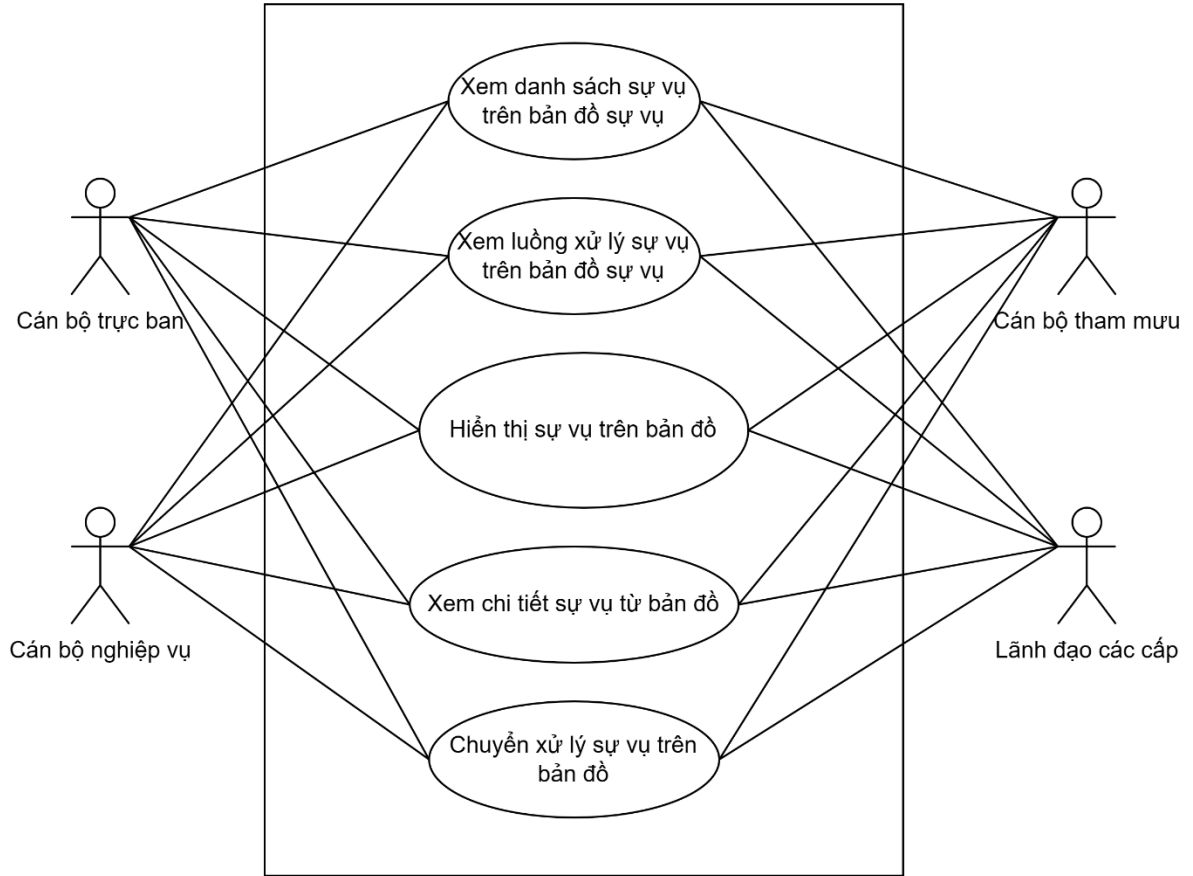 Xem danh sách sự vụ
trên bản đồ sự vụ
Xem luồng xử lý sự vụ
trên bản đồ sự vụ
Cán bộ trực ban
Cán bộ tham mưu
Hiển thị sự vụ trên bản đồ
Xem chi tiết sự vụ từ bản đồ
Cán bộ nghiệp vụ
Lãnh đạo các cấp
Chuyển xử lý sự vụ trên
bản đồ